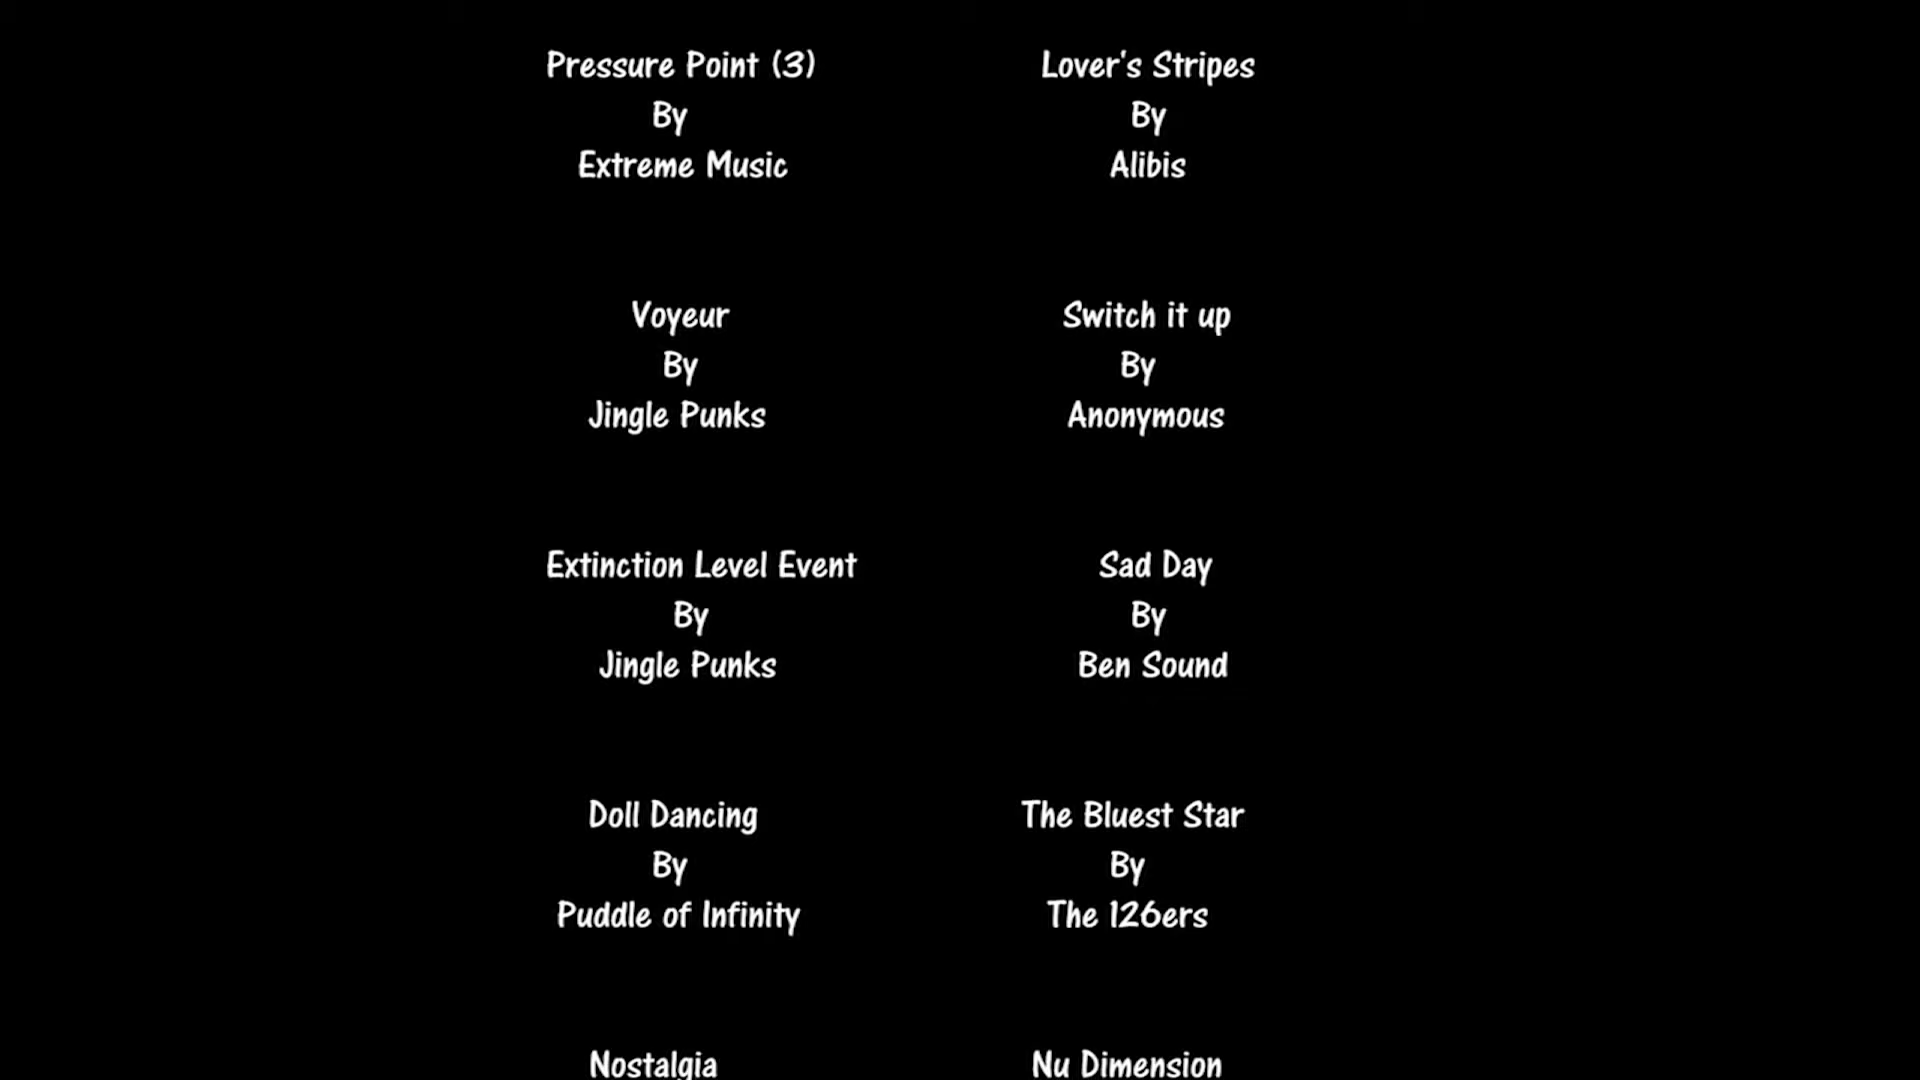 Pressure Point (3)
By
Extreme Music
Lover's Stripes
By
Alibis
Voyeur
By
Jingle Punks
Switch it up
By
Anonymous
Extinction Level Event
By
Jingle Punks
Sad Day
By
Ben Sound
Doll Dancing
By
Puddle of Infinity
The Bluest Star
By
The 126ers
Nostalgia
Nu Dimension